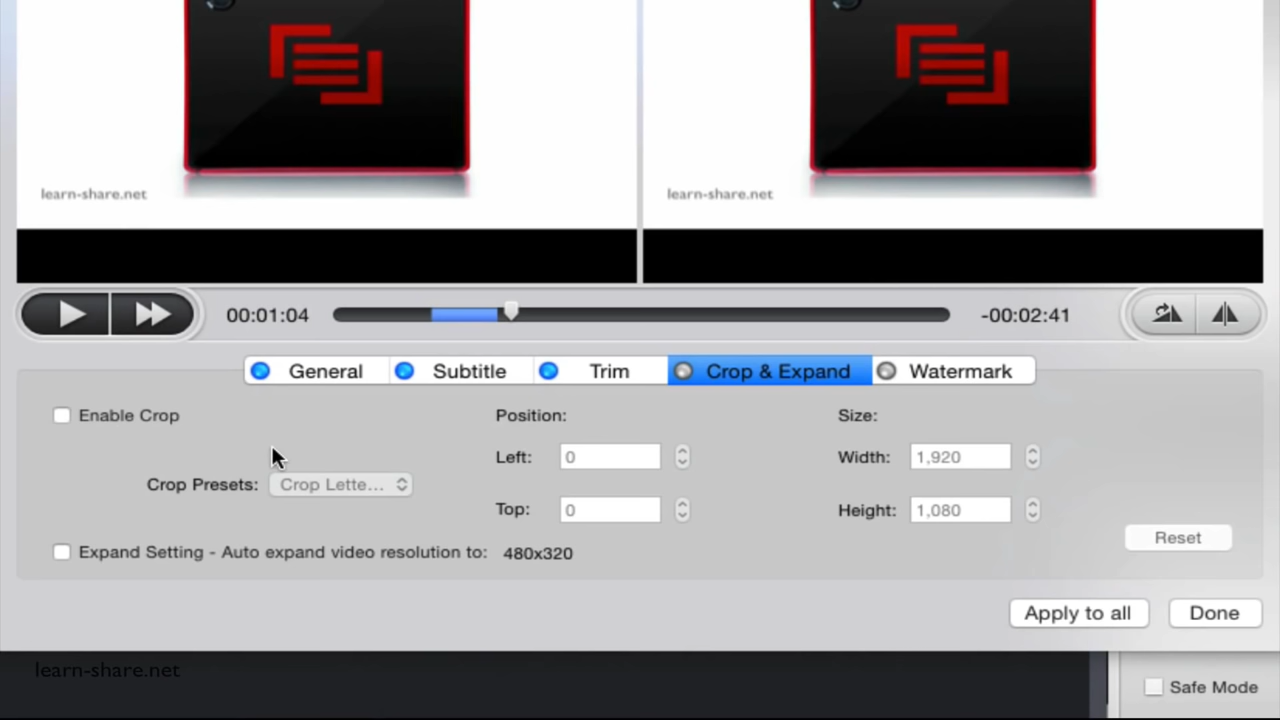 learn-share.net learn-share.net
00:01:04 -00:02:41
General Subtitle Trim Crop & Expand Watermark
Enable Crop Position: Size:
Left: 0 Width: 1,920
Crop Presets: Crop Lette...
Top: 0 Height: 1,080
Reset
Expand Setting - Auto expand video resolution to: 480x320
Apply to all Done
learn-share.net
Safe Mode